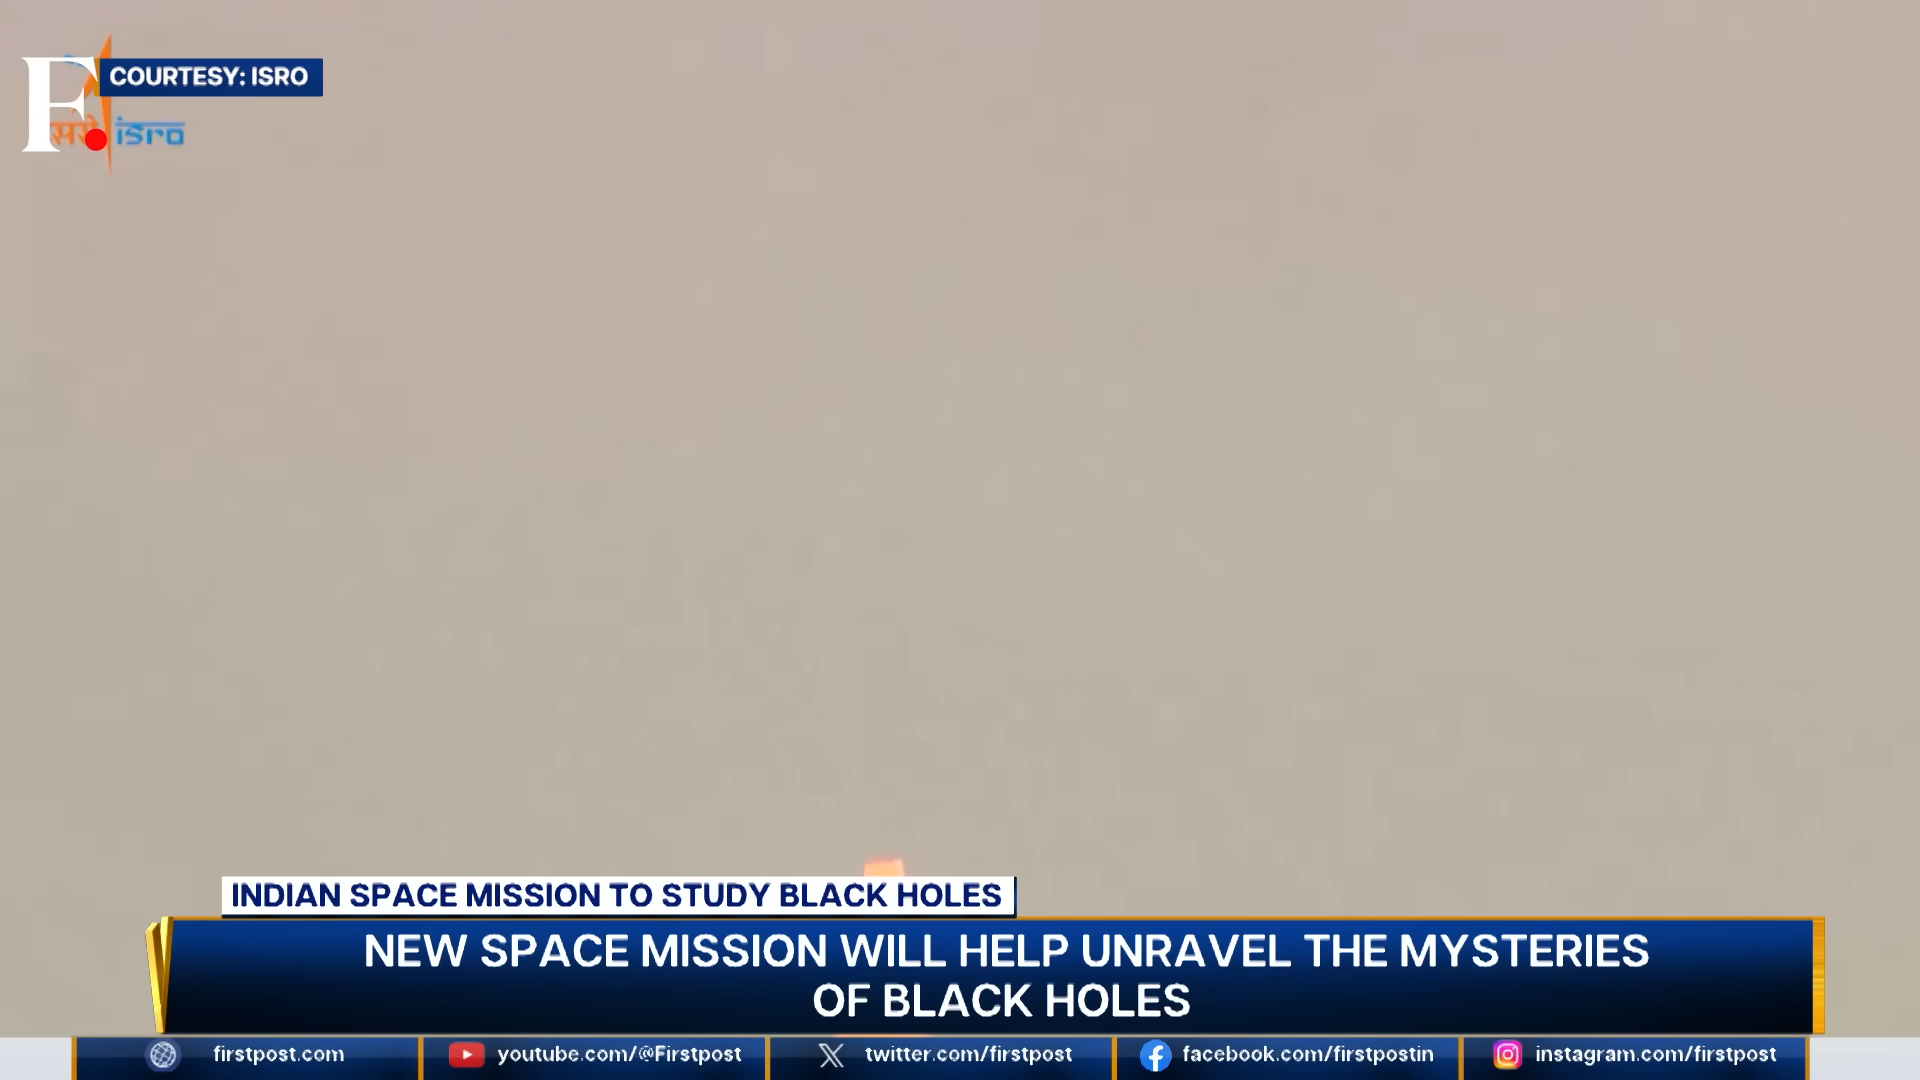 COURTESY: ISRO
F.
isro
INDIAN SPACE MISSION TO STUDY BLACK HOLES
NEW SPACE MISSION WILL HELP UNRAVEL THE MYSTERIES
OF BLACK HOLES
firstpost.com
youtube.com/@Firstpost
twitter.com/firstpost
facebook.com/firstpostin
instagram.com/firstpost